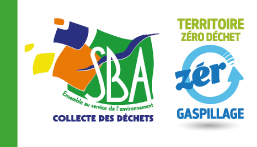 SBA
Ensemble au service de l'environnement
COLLECTE DES DÉCHETS
TERRITOIRE
ZÉRO DÉCHET
zér
GASPILLAGE